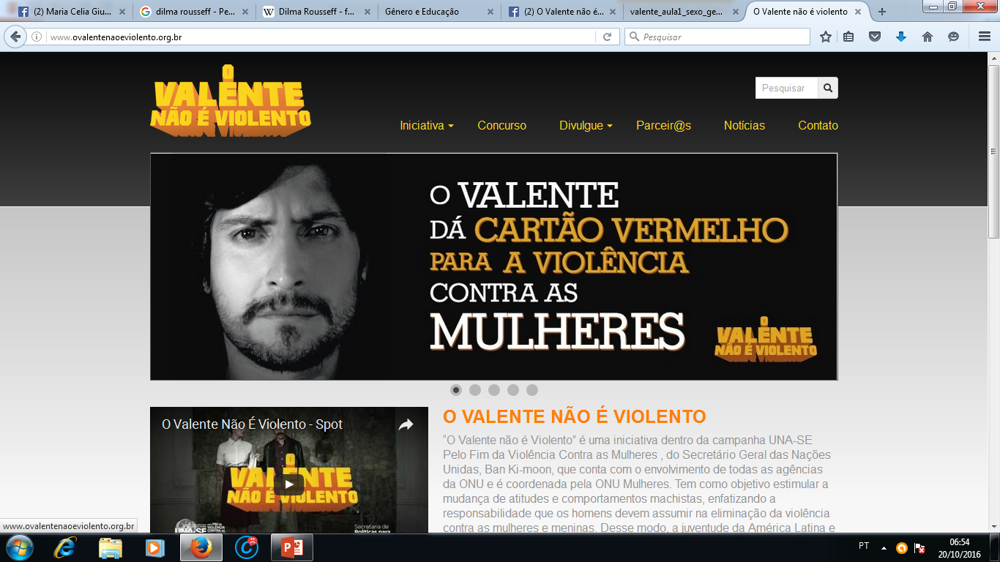 (2) Maria Celia Giu...
dilma rousseff - Pe...
Dilma Rousseff - f...
Gênero e Educação
(2) O Valente não é...
valente_aula1_sexo_ge...
O Valente não é violento
www.ovalentenaoeviolento.org.br
Pesquisar
O
VALENTE
NÃO É VIOLENTO
Pesquisar
Iniciativa
Concurso
Divulgue
Parceir@s
Notícias
Contato
O VALENTE
DÁ CARTÃO VERMELHO
PARA A VIOLÊNCIA
CONTRA AS
MULHERES
O
VALENTE
NÃO É VIOLENTO
O Valente Não É Violento - Spot
O
VALENTE
NÃO É VIOLENTO
UNA-SE
Secretaria de
Políticas para
O VALENTE NÃO É VIOLENTO
“O Valente não é Violento” é uma iniciativa dentro da campanha UNA-SE
Pelo Fim da Violência Contra as Mulheres , do Secretário Geral das Nações
Unidas, Ban Ki-moon, que conta com o envolvimento de todas as agências
da ONU e é coordenada pela ONU Mulheres. Tem como objetivo estimular a
mudança de atitudes e comportamentos machistas, enfatizando a
responsabilidade que os homens devem assumir na eliminação da violência
contra as mulheres e meninas. Desse modo, a juventude da América Latina e
www.ovalentenaoeviolento.org.br
PT
06:54
20/10/2016